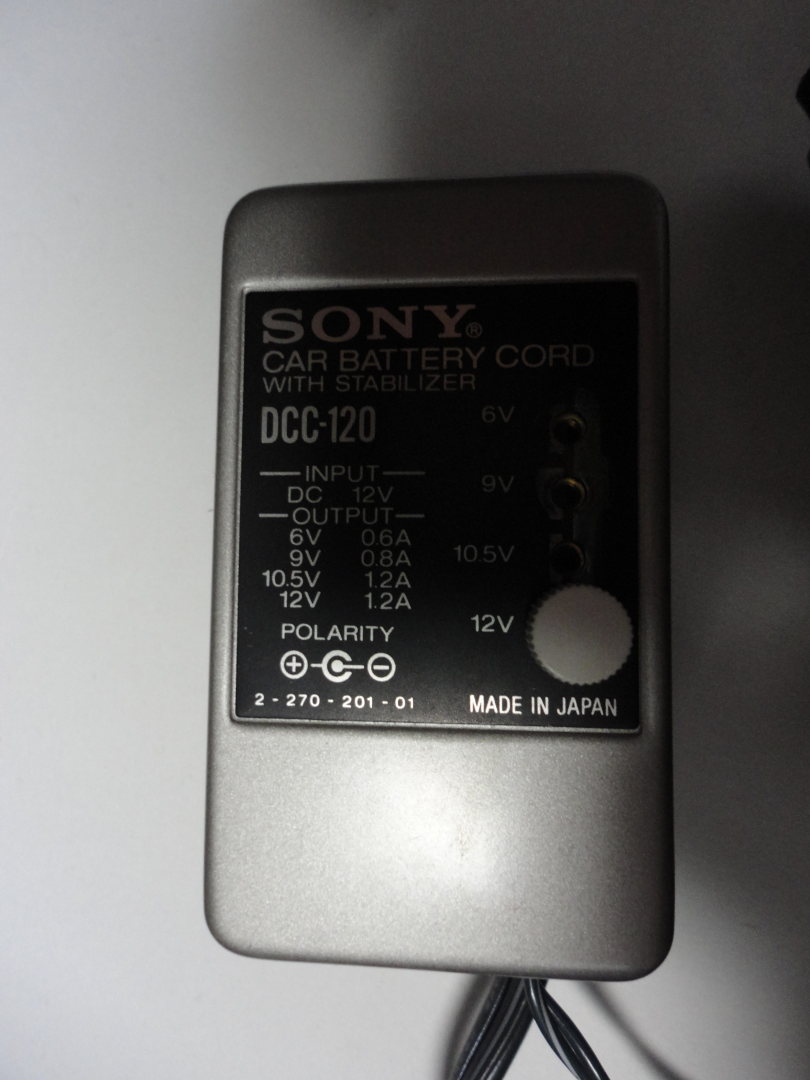 SONY®
CAR BATTERY CORD
WITH STABILIZER
DCC-120
INPUT
DC 12V
OUTPUT
6V 0.6A
9V 0.8A
10.5V 1.2A
12V 1.2A
POLARITY
2-270-201-01
6V
9V
10.5V
12V
MADE IN JAPAN